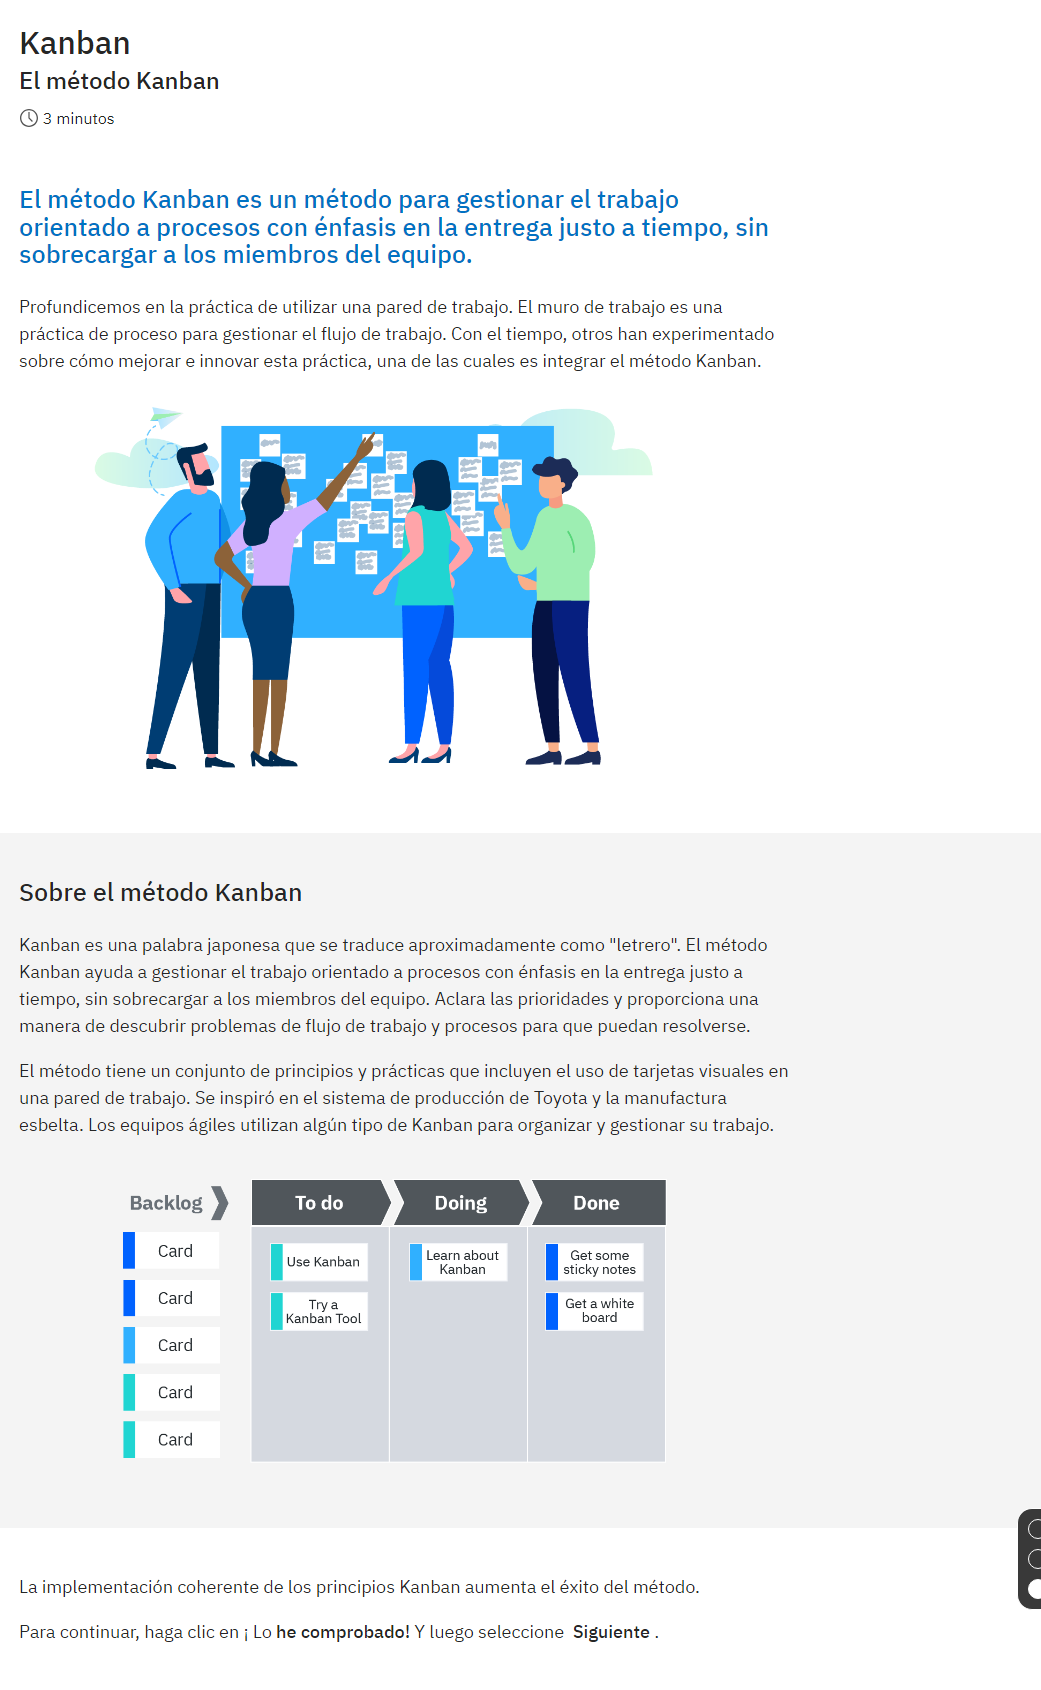 Kanban
El método Kanban
3 minutos
El método Kanban es un método para gestionar el trabajo
orientado a procesos con énfasis en la entrega justo a tiempo, sin
sobrecargar a los miembros del equipo.
Profundicemos en la práctica de utilizar una pared de trabajo. El muro de trabajo es una
práctica de proceso para gestionar el flujo de trabajo. Con el tiempo, otros han experimentado
sobre cómo mejorar e innovar esta práctica, una de las cuales es integrar el método Kanban.
Sobre el método Kanban
Kanban es una palabra japonesa que se traduce aproximadamente como "letrero". El método
Kanban ayuda a gestionar el trabajo orientado a procesos con énfasis en la entrega justo a
tiempo, sin sobrecargar a los miembros del equipo. Aclara las prioridades y proporciona una
manera de descubrir problemas de flujo de trabajo y procesos para que puedan resolverse.
El método tiene un conjunto de principios y prácticas que incluyen el uso de tarjetas visuales en
una pared de trabajo. Se inspiró en el sistema de producción de Toyota y la manufactura
esbelta. Los equipos ágiles utilizan algún tipo de Kanban para organizar y gestionar su trabajo.
Backlog
Card
Card
Card
Card
Card
To do
Use Kanban
Try a
Kanban Tool
Doing
Learn about
Kanban
Done
Get some
sticky notes
Get a white
board
La implementación coherente de los principios Kanban aumenta el éxito del método.
Para continuar, haga clic en ¡ Lo he comprobado! Y luego seleccione Siguiente .